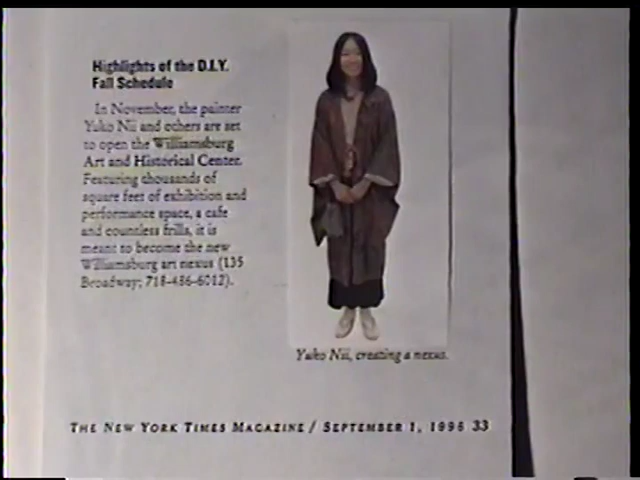 Highlights of the D.I.Y.
Fall Schedule
In November, the painter
Yuko Nii and others are set
to open the Williamsburg
Art and Historical Center.
Featuring thousands of
square feet of exhibition and
performance space, a cafe
and countless frills, it is
meant to become the new
Williamsburg art nexus (135
Broadway; 718-486-6012).
Yuko Nii, creating a nexus.
THE NEW YORK TIMES MAGAZINE / SEPTEMBER 1, 1996 33